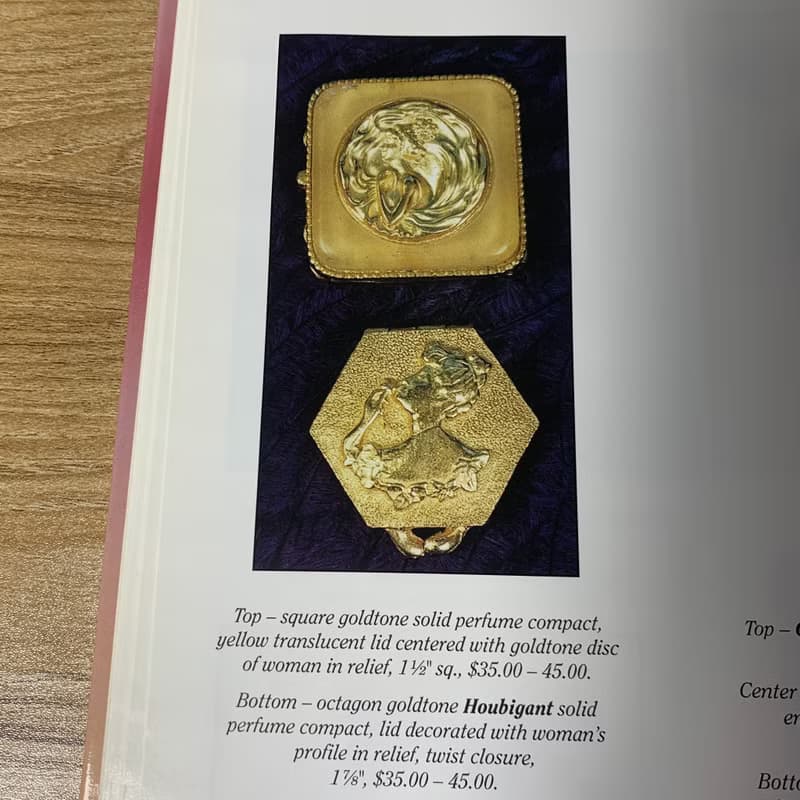 Top – square goldtone solid perfume compact,
yellow translucent lid centered with goldtone disc
of woman in relief, 1½" sq., $35.00 – 45.00.
Bottom – octagon goldtone Houbigant solid
perfume compact, lid decorated with woman's
profile in relief, twist closure,
1⅞", $35.00 – 45.00.
Top –
Center